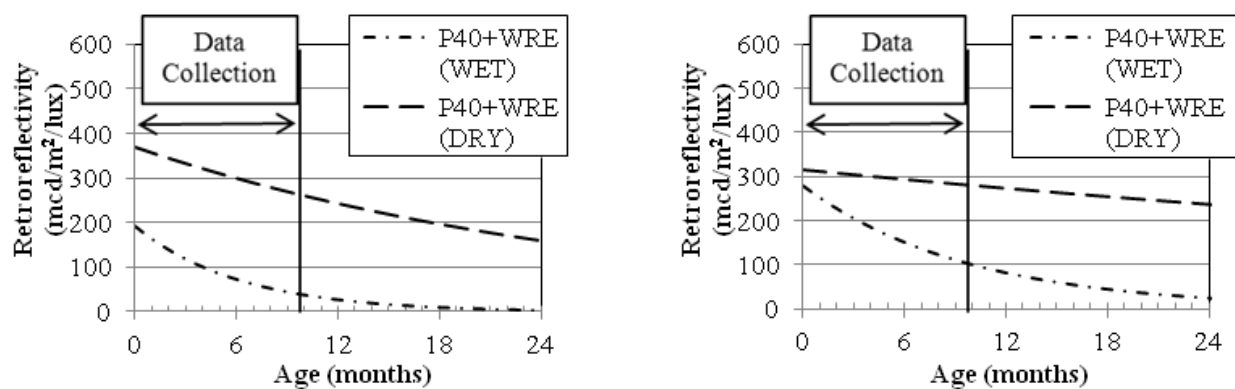 Data
Collection
P40+WRE
(WET)
P40+WRE
(DRY)
Retroreflectivity
(mcd/m²/lux)
600
500
400
300
200
100
0
0 6 12 18 24
Age (months)
Data
Collection
P40+WRE
(WET)
P40+WRE
(DRY)
Retroreflectivity
(mcd/m²/lux)
600
500
400
300
200
100
0
0 6 12 18 24
Age (months)